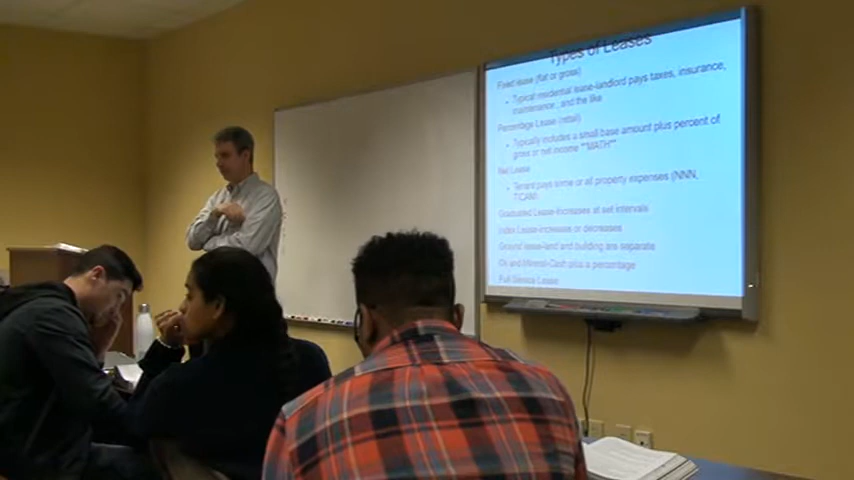 Types of Leases
Fixed lease (flat or gross)
• Typical residential lease-landlord pays taxes, insurance,
maintenance, and the like
Percentage Lease (retail)
• Typically includes a small base amount plus percent of
gross or net income **MATH**
Net Lease
• Tenant pays some or all property expenses (NNN,
TICAM)
Graduated Lease-Increases at set intervals
Index Lease-increases or decreases
Ground lease-land and building are separate
Oil and Mineral-Cash plus a percentage
Full Service Lease